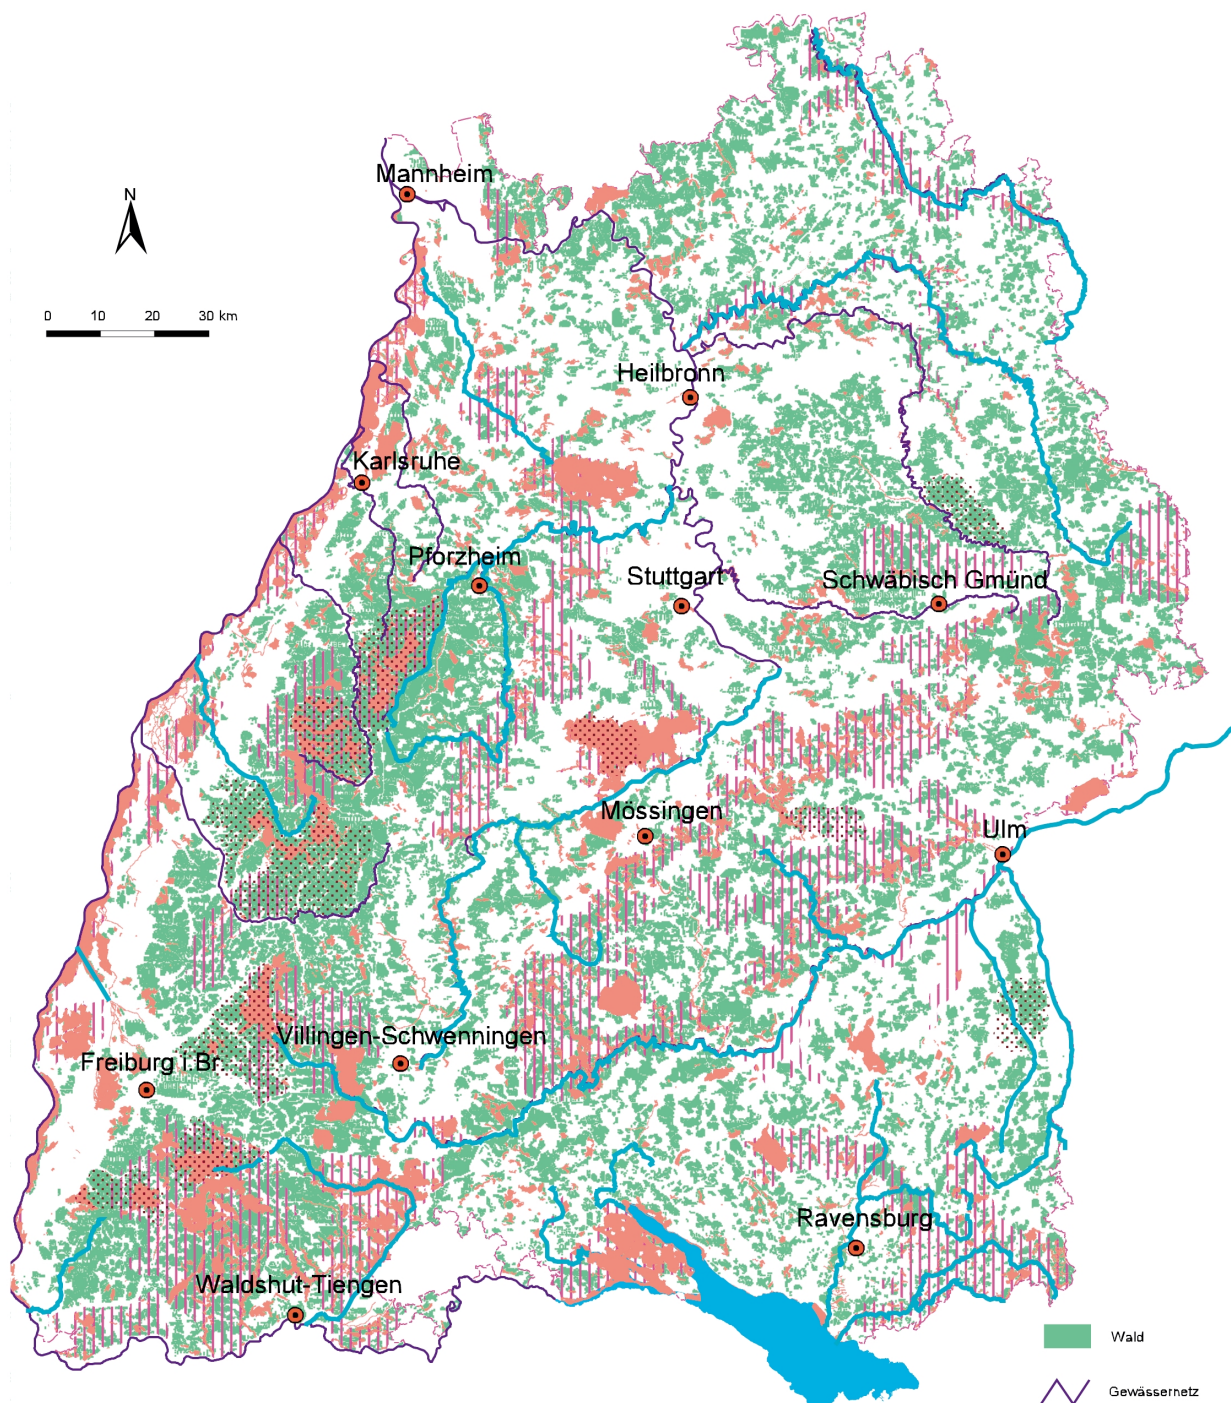 Mannheim
N
0 10 20 30 km
Heilbronn
Karlsruhe
Pforzheim
Stuttgart
Schwäbisch Gmünd
Mössingen
Ulm
Villingen-Schwenningen
Freiburg i.Br.
Ravensburg
Waldshut-Tiengen
Wald
Gewässernetz